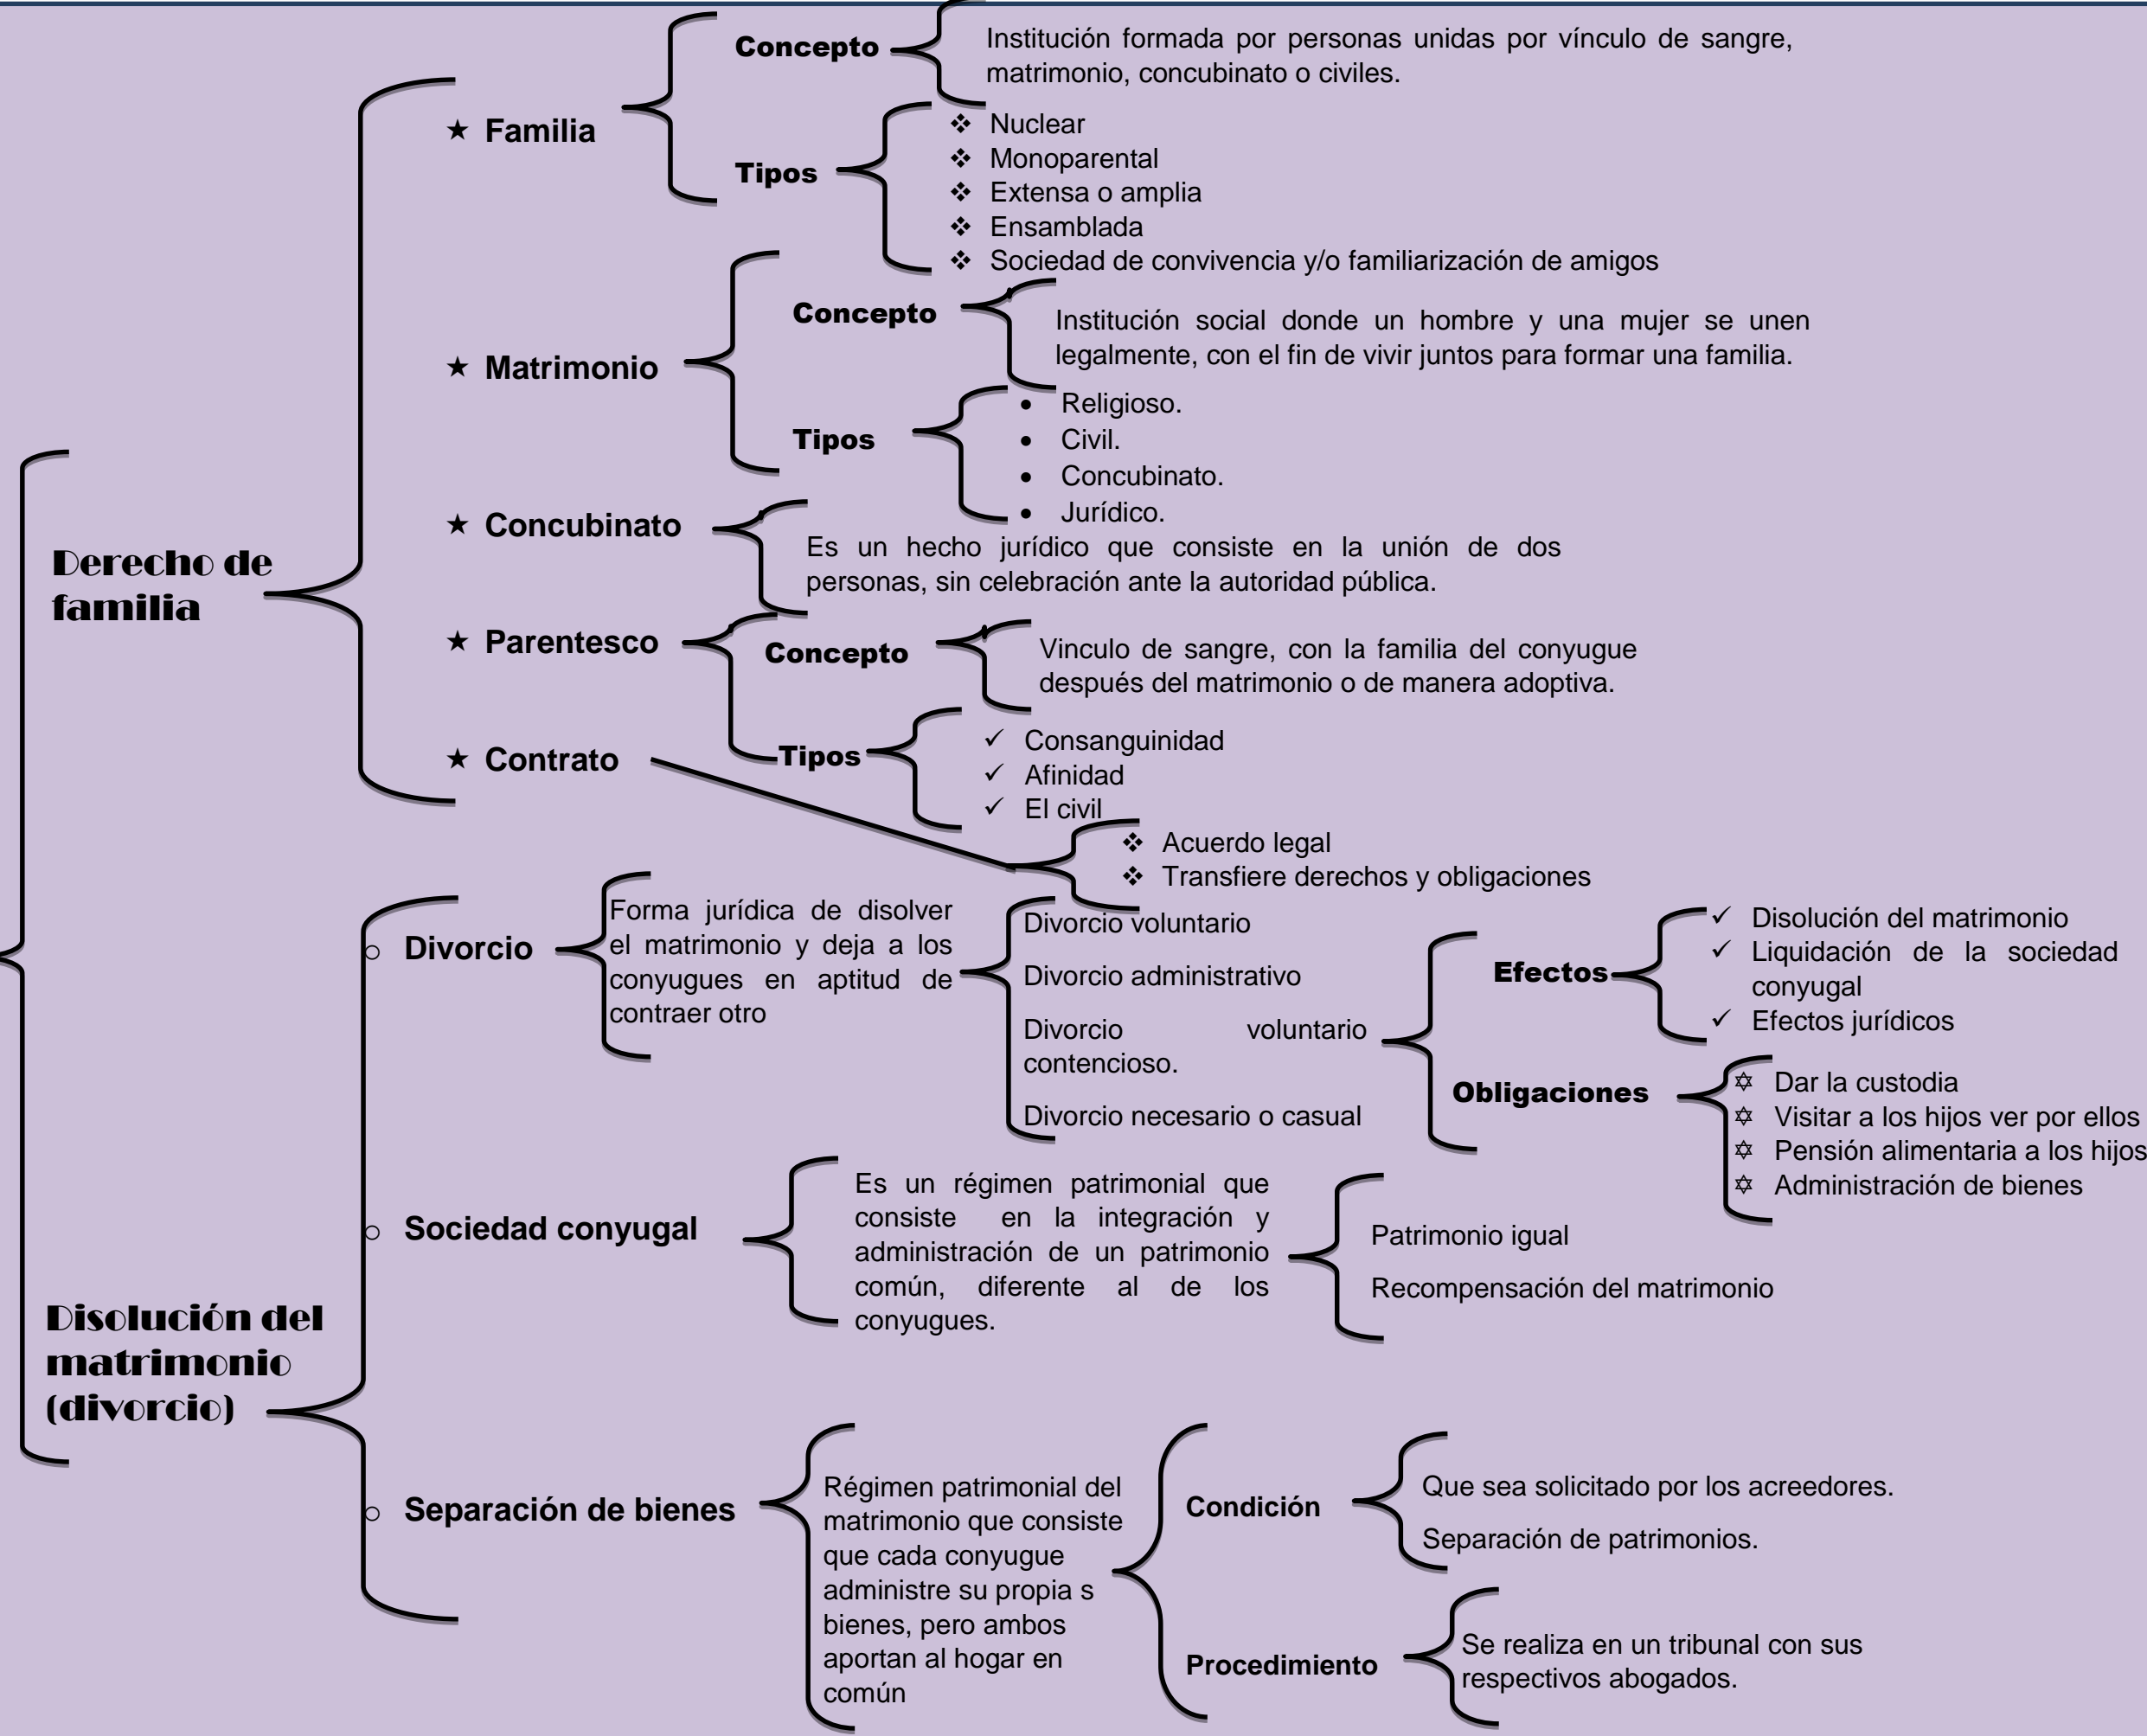 Derecho de
familia
★ Familia
Concepto
Institución formada por personas unidas por vínculo de sangre,
matrimonio, concubinato o civiles.
Tipos
❖ Nuclear
❖ Monoparental
❖ Extensa o amplia
❖ Ensamblada
❖ Sociedad de convivencia y/o familiarización de amigos
★ Matrimonio
Concepto
Institución social donde un hombre y una mujer se unen
legalmente, con el fin de vivir juntos para formar una familia.
Tipos
• Religioso.
• Civil.
• Concubinato.
• Jurídico.
★ Concubinato
Es un hecho jurídico que consiste en la unión de dos
personas, sin celebración ante la autoridad pública.
★ Parentesco
Concepto
Vinculo de sangre, con la familia del conyugue
después del matrimonio o de manera adoptiva.
Tipos
✓ Consanguinidad
✓ Afinidad
✓ El civil
★ Contrato
❖ Acuerdo legal
❖ Transfiere derechos y obligaciones
Disolución del
matrimonio
(divorcio)
o Divorcio
Forma jurídica de disolver
el matrimonio y deja a los
conyugues en aptitud de
contraer otro
Divorcio voluntario
Divorcio administrativo
Divorcio voluntario
contencioso.
Divorcio necesario o casual
Efectos
✓ Disolución del matrimonio
✓ Liquidación de la sociedad
conyugal
✓ Efectos jurídicos
Obligaciones
✡ Dar la custodia
✡ Visitar a los hijos ver por ellos
✡ Pensión alimentaria a los hijos
✡ Administración de bienes
o Sociedad conyugal
Es un régimen patrimonial que
consiste en la integración y
administración de un patrimonio
común, diferente al de los
conyugues.
Patrimonio igual
Recompensación del matrimonio
o Separación de bienes
Régimen patrimonial del
matrimonio que consiste
que cada conyugue
administre su propia s
bienes, pero ambos
aportan al hogar en
común
Condición
Que sea solicitado por los acreedores.
Separación de patrimonios.
Procedimiento
Se realiza en un tribunal con sus
respectivos abogados.